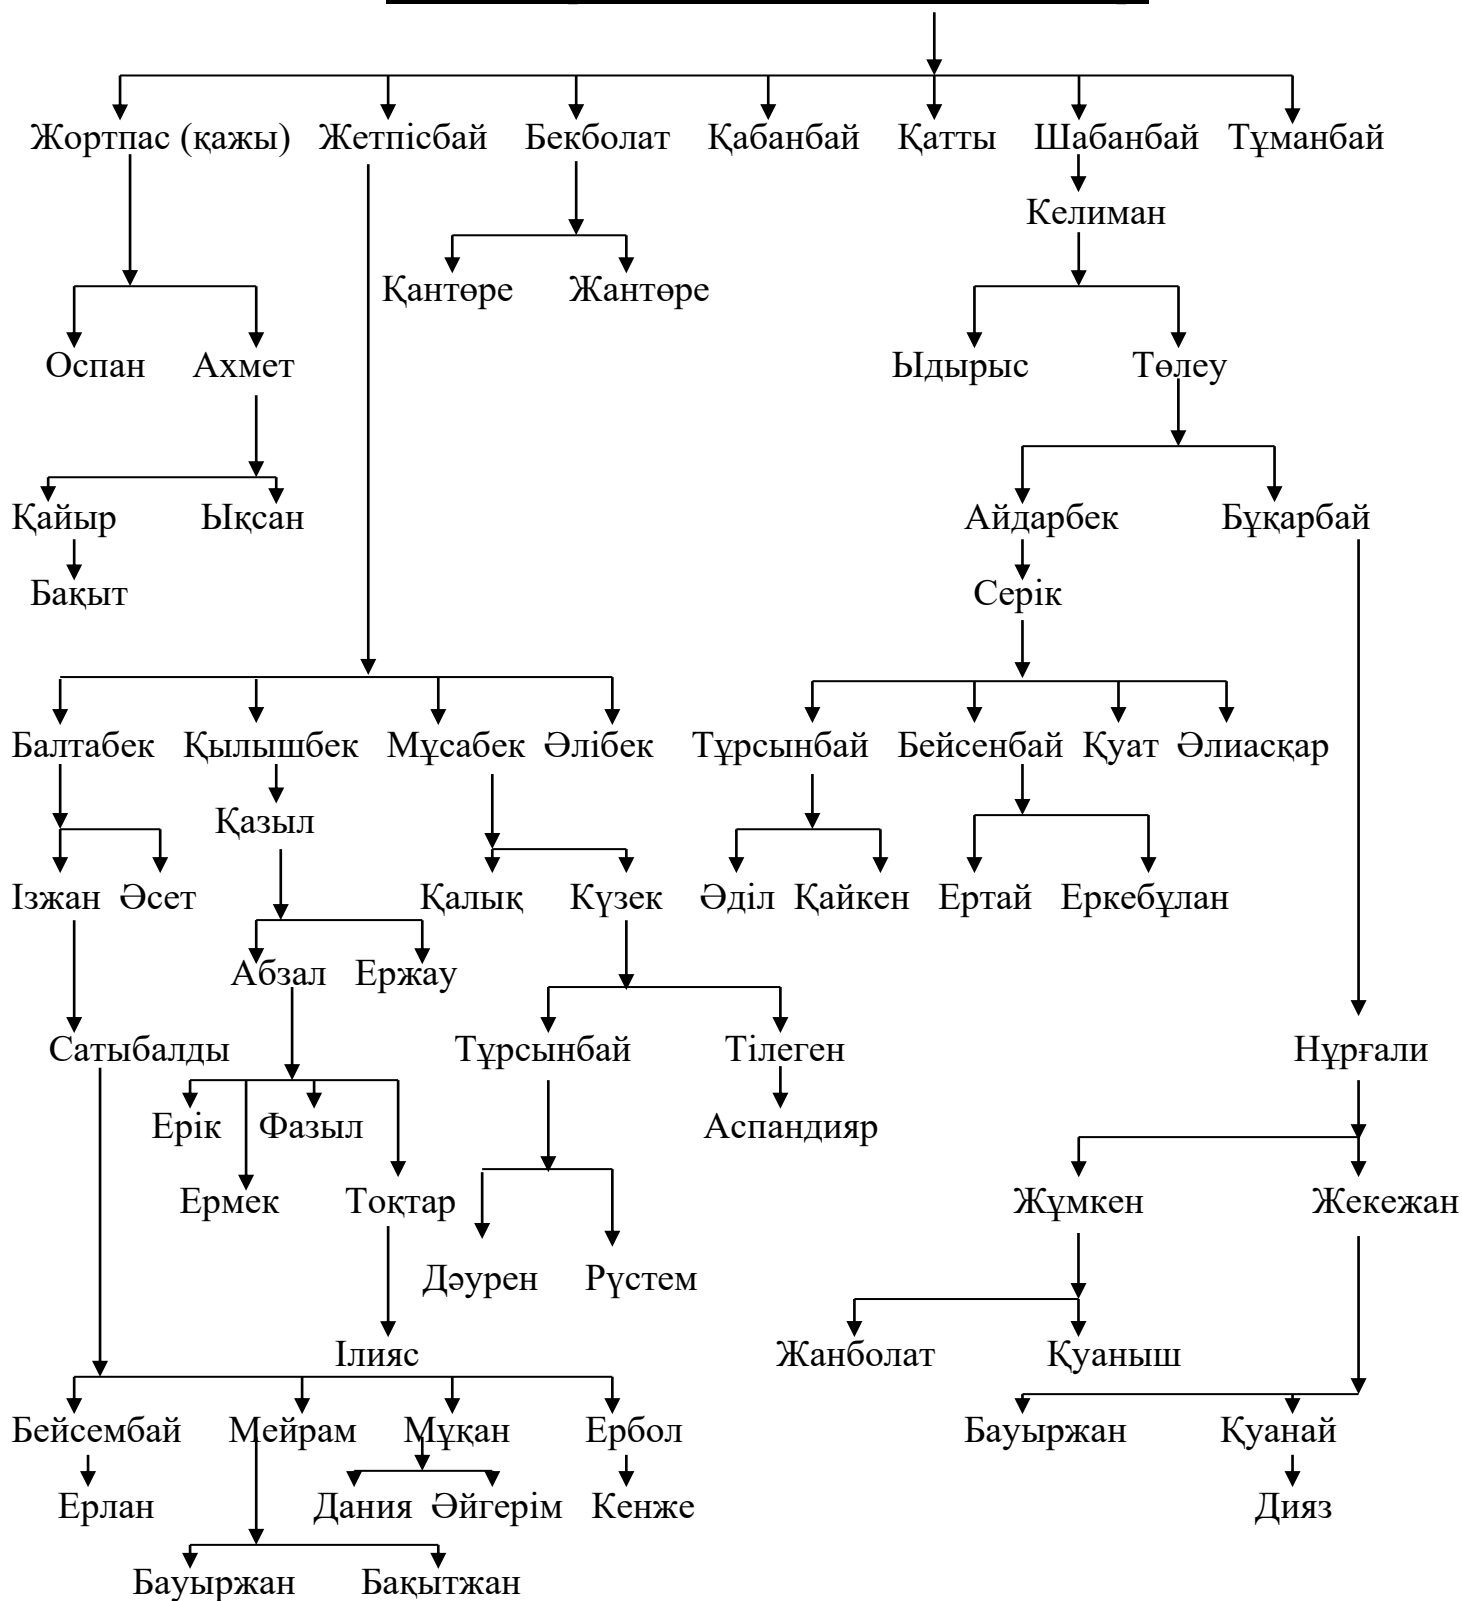 Жортпас (қажы) Жетпісбай Бекболат Қабанбай Қатты Шабанбай Тұманбай
Келиман
Қантөре Жантөре
Оспан Ахмет Ыдырыс Төлеу
Қайыр Ықсан Айдарбек Бұқарбай
Бақыт Серік
Балтабек Қылышбек Мұсабек Әлібек Тұрсынбай Бейсенбай Қуат Әлиасқар
Қазыл
Ізжан Әсет Қалық Күзек Әділ Қайкен Ертай Еркебұлан
Абзал Ержау
Сатыбалды Тұрсынбай Тілеген Нұрғали
Ерік Фазыл Аспандияр
Ермек Тоқтар Жұмкен Жекежан
Дәурен Рүстем
Ілияс Жанболат Қуаныш
Бейсембай Мейрам Мұқан Ербол Бауыржан Қуанай
Ерлан Дания Әйгерім Кенже Дияз
Бауыржан Бақытжан